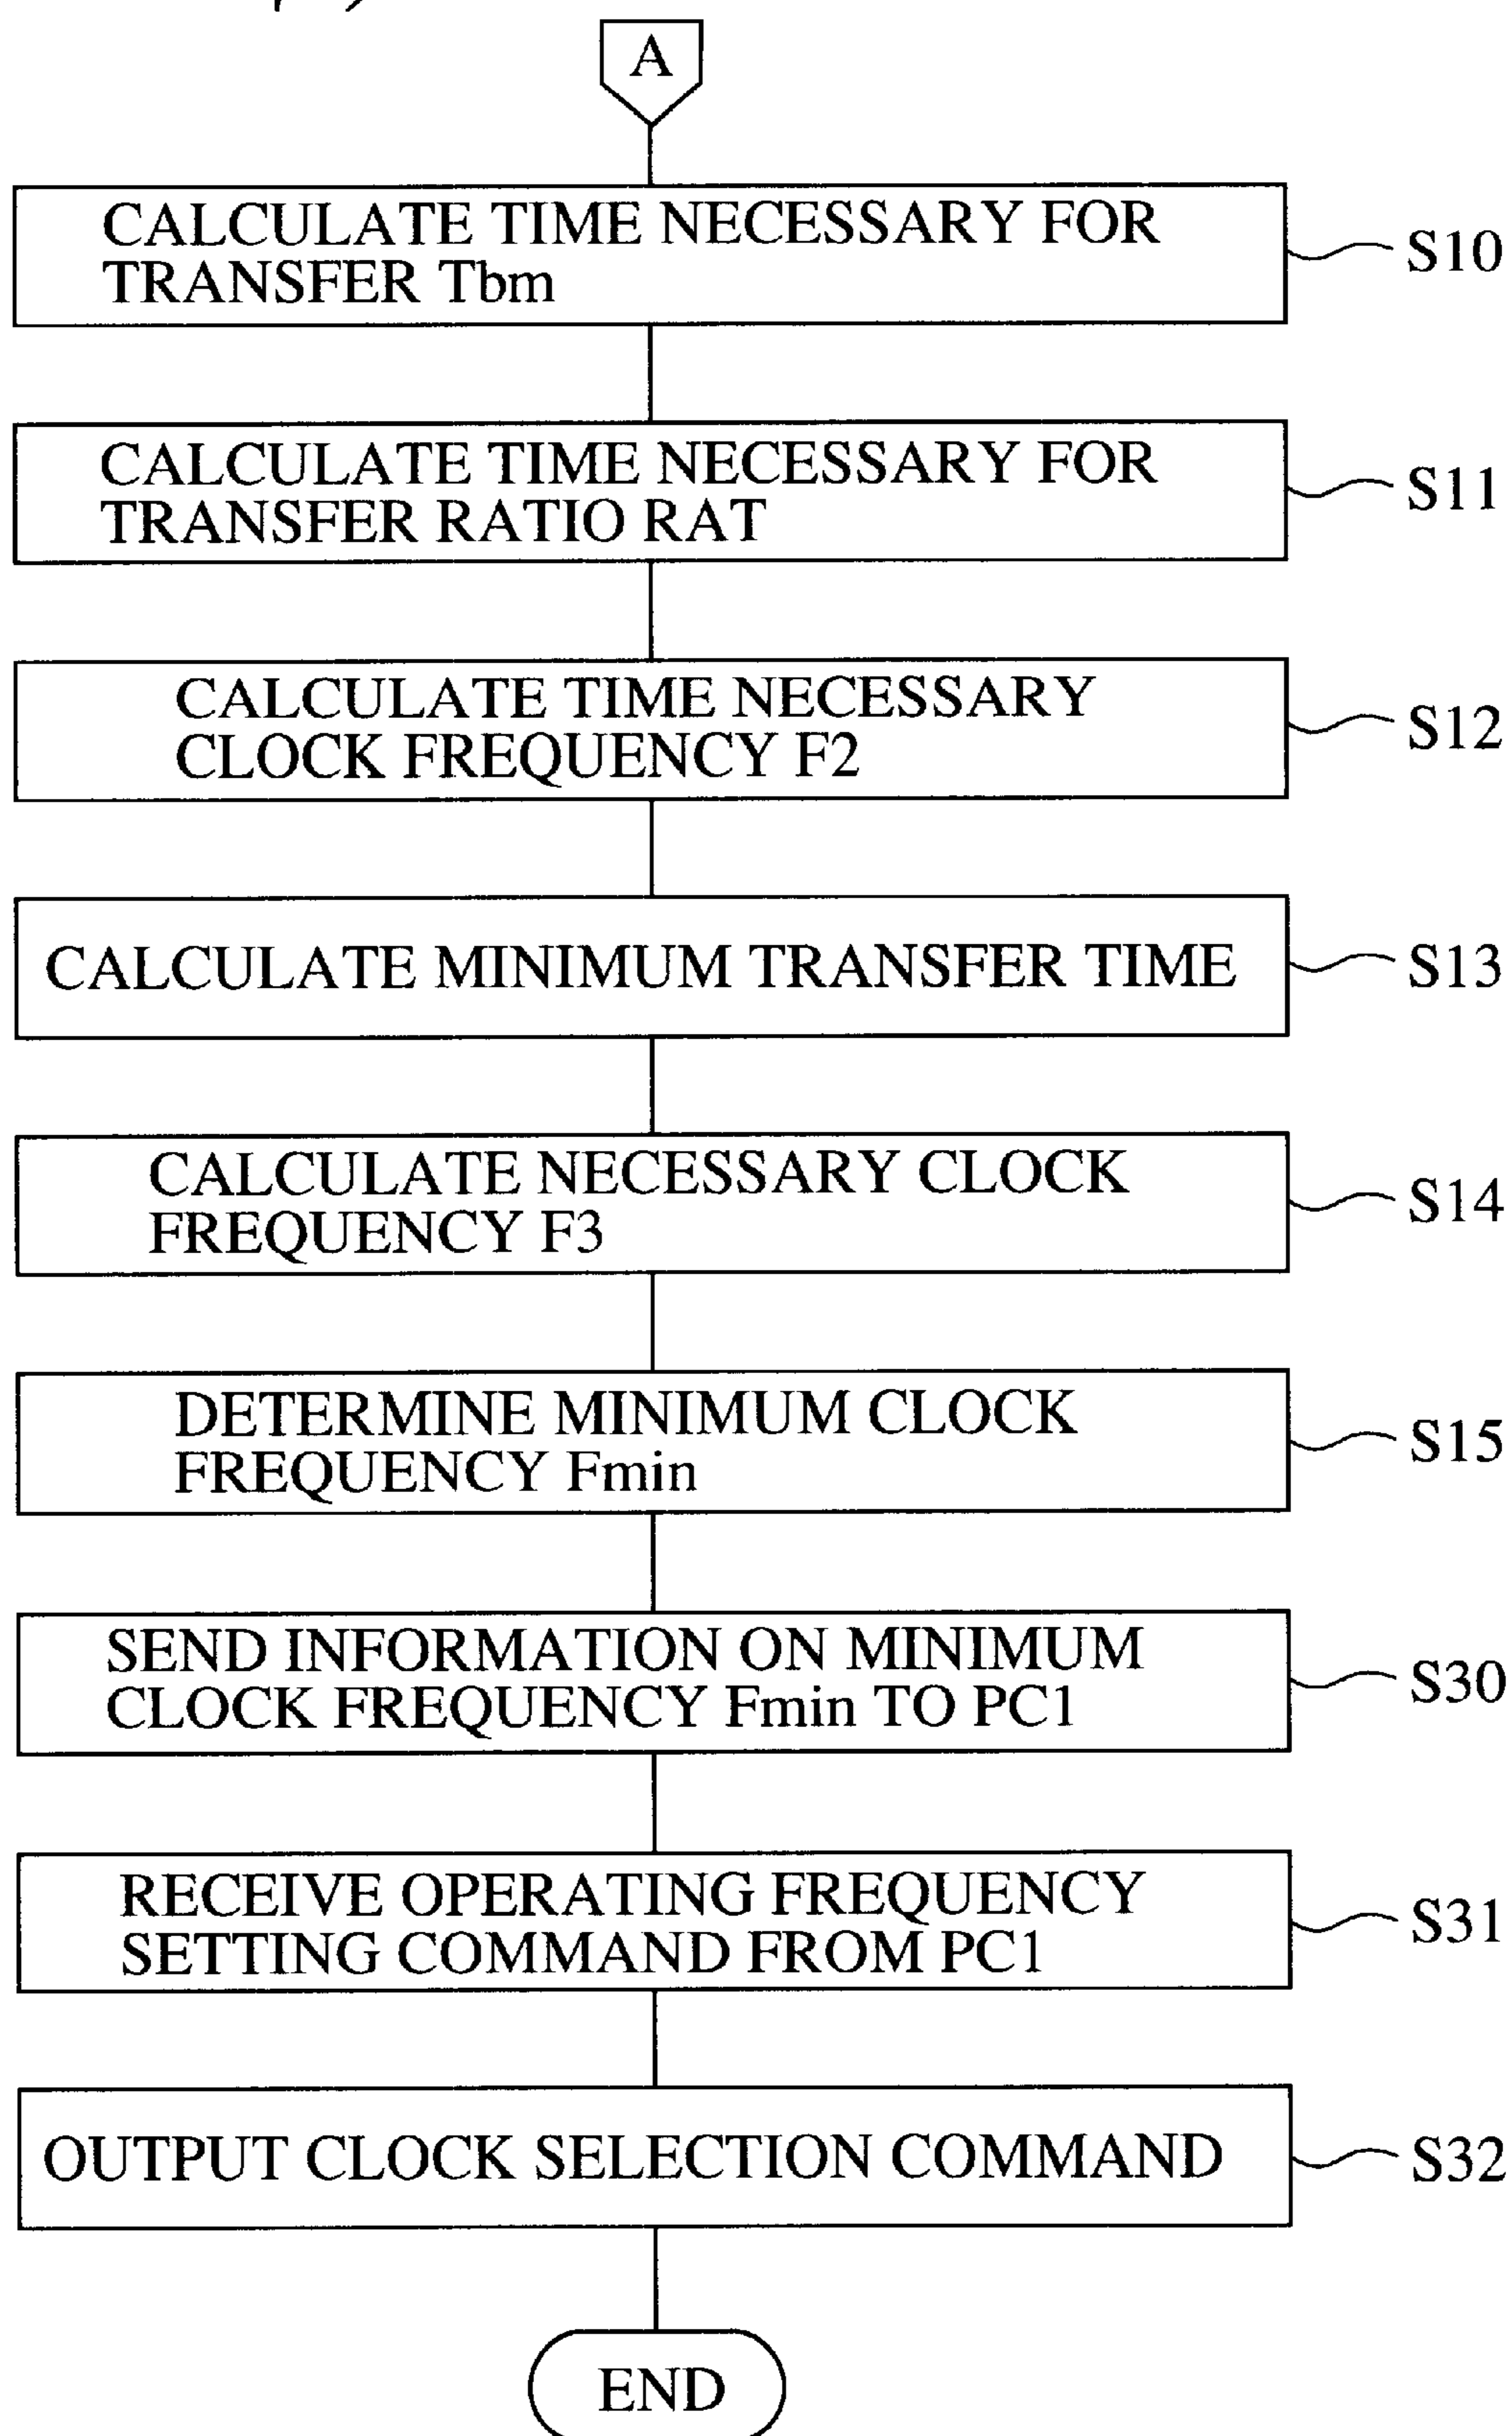 A
CALCULATE TIME NECESSARY FOR
TRANSFER Tbm
S10
CALCULATE TIME NECESSARY FOR
TRANSFER RATIO RAT
S11
CALCULATE TIME NECESSARY
CLOCK FREQUENCY F2
S12
CALCULATE MINIMUM TRANSFER TIME
S13
CALCULATE NECESSARY CLOCK
FREQUENCY F3
S14
DETERMINE MINIMUM CLOCK
FREQUENCY Fmin
S15
SEND INFORMATION ON MINIMUM
CLOCK FREQUENCY Fmin TO PC1
S30
RECEIVE OPERATING FREQUENCY
SETTING COMMAND FROM PC1
S31
OUTPUT CLOCK SELECTION COMMAND
S32
END